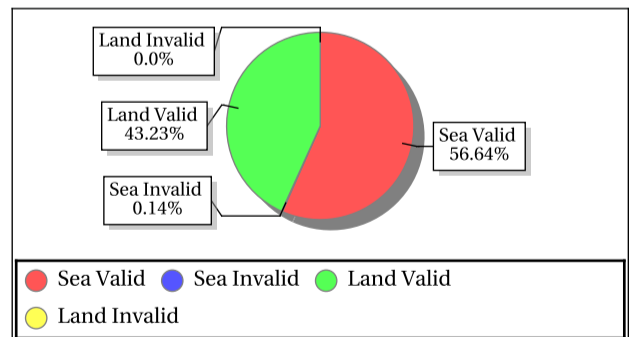 Land Invalid
0.0%
Land Valid
43.23%
Sea Invalid
0.14%
Sea Valid
56.64%
Sea Valid Sea Invalid Land Valid
Land Invalid